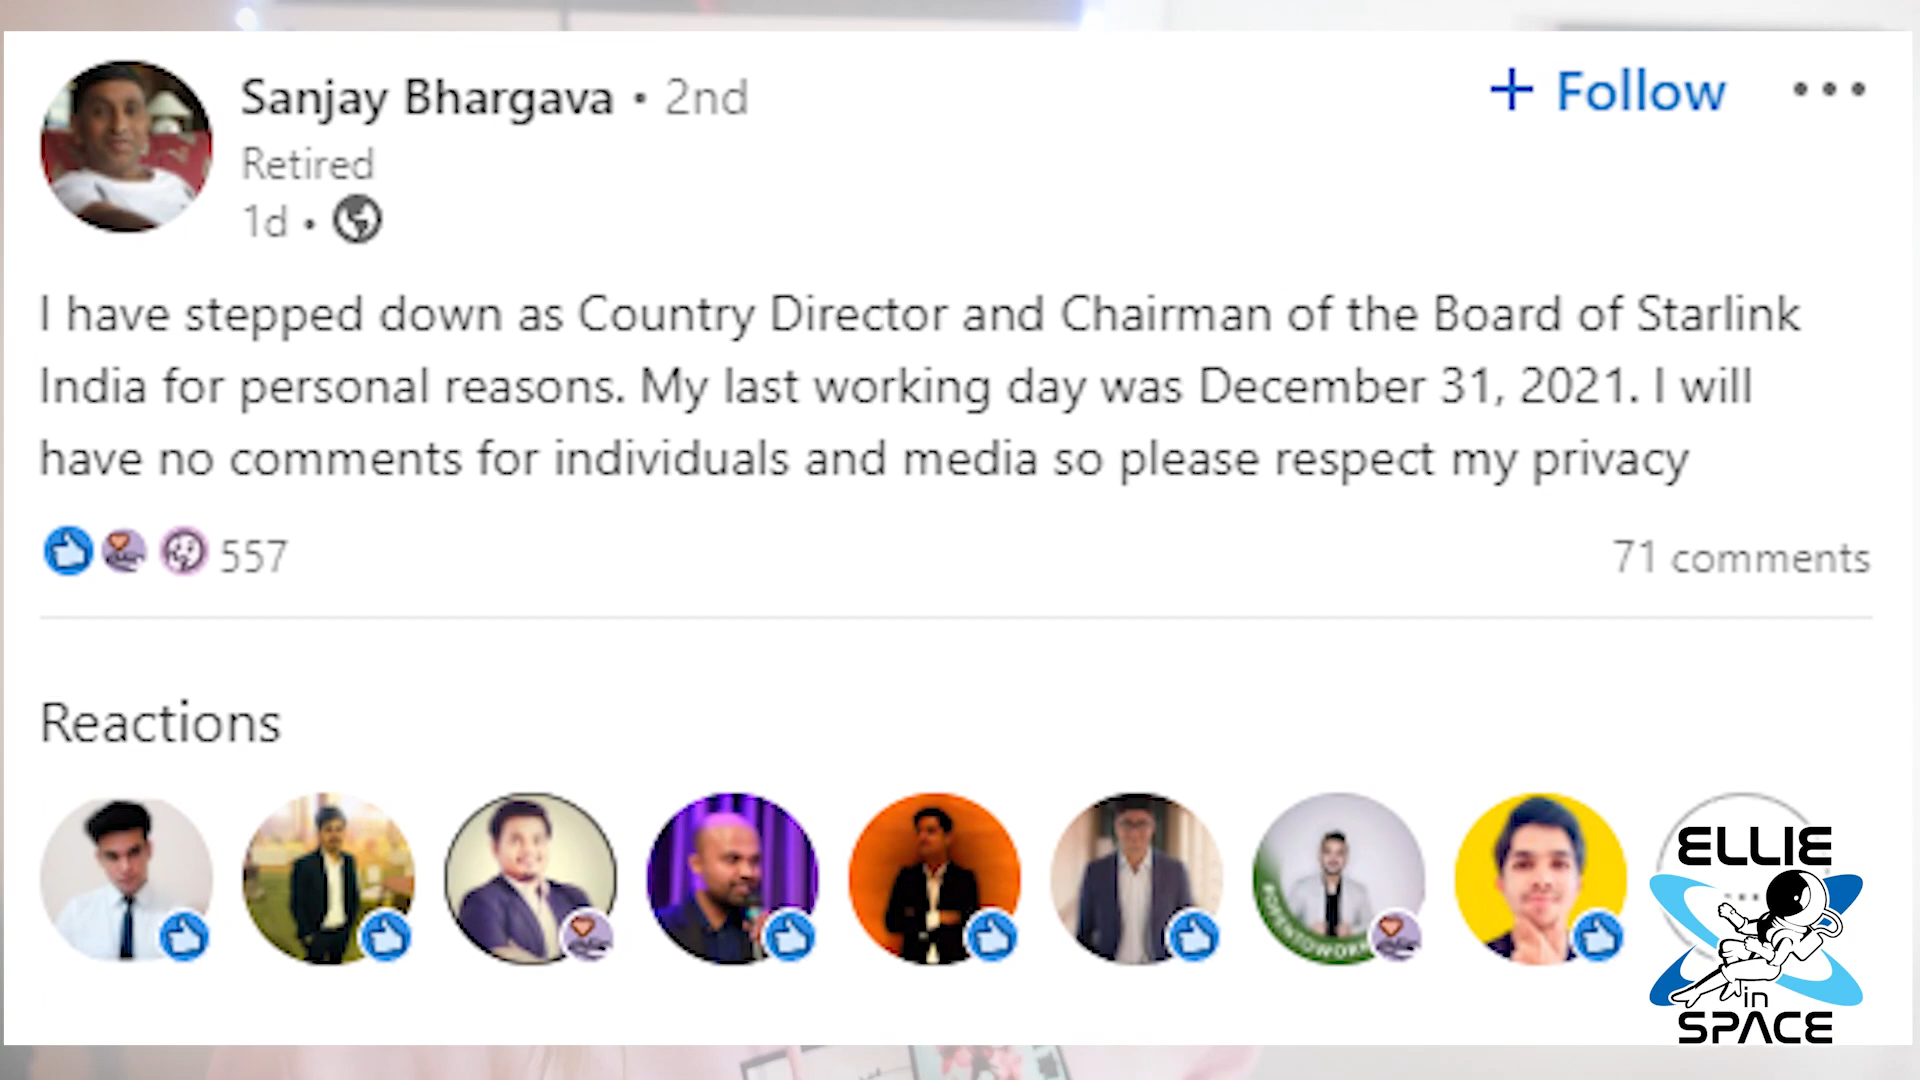 Sanjay Bhargava • 2nd
+ Follow
Retired
1d •
I have stepped down as Country Director and Chairman of the Board of Starlink
India for personal reasons. My last working day was December 31, 2021. I will
have no comments for individuals and media so please respect my privacy
557
71 comments
Reactions
#OPENTOWORK
ELLIE
in
SPACE